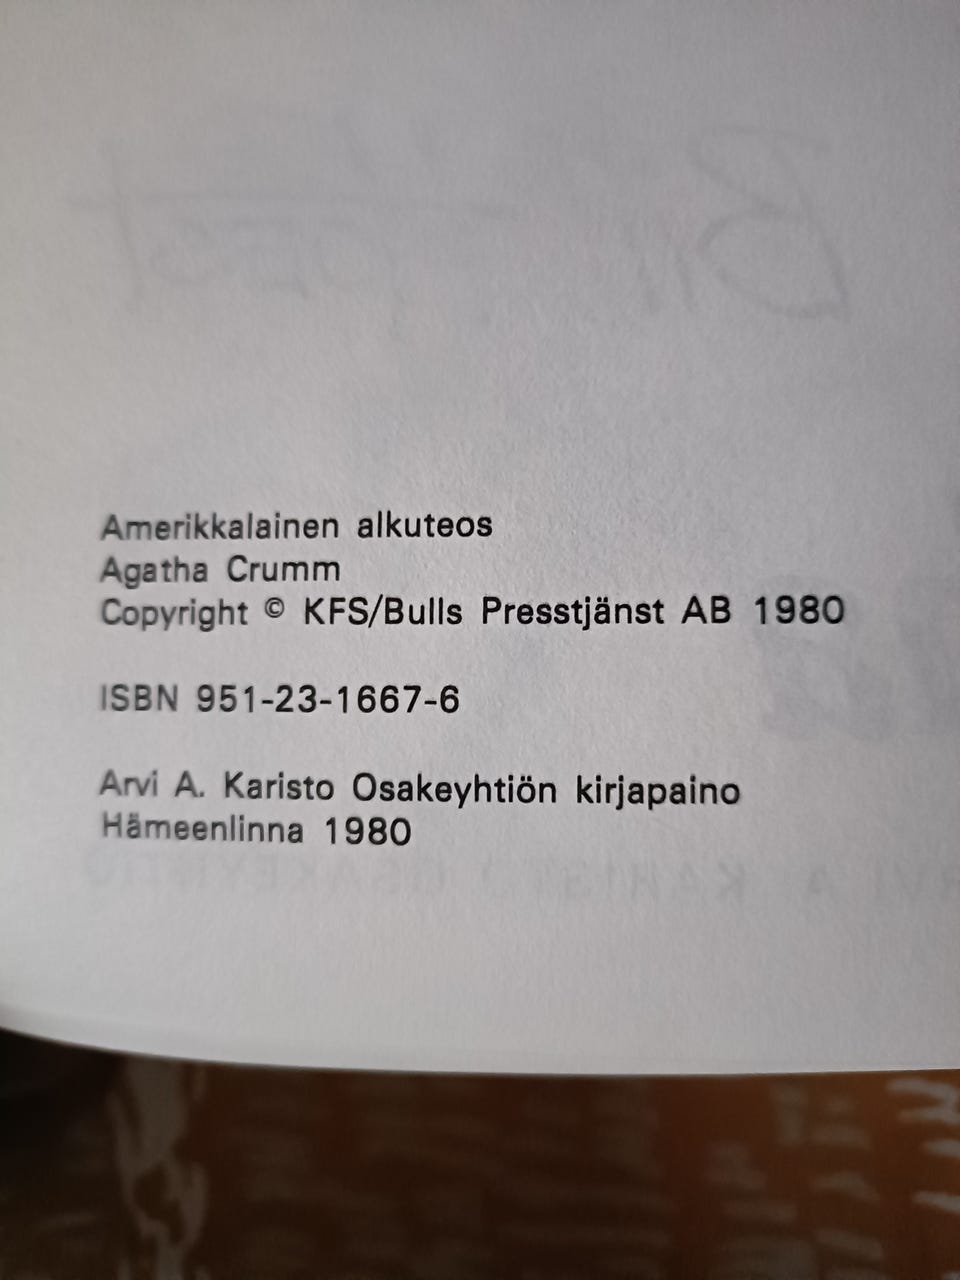 Amerikkalainen alkuteos
Agatha Crumm
Copyright © KFS/Bulls Presstjänst AB 1980
ISBN 951-23-1667-6
Arvi A. Karisto Osakeyhtiön kirjapaino
Hämeenlinna 1980